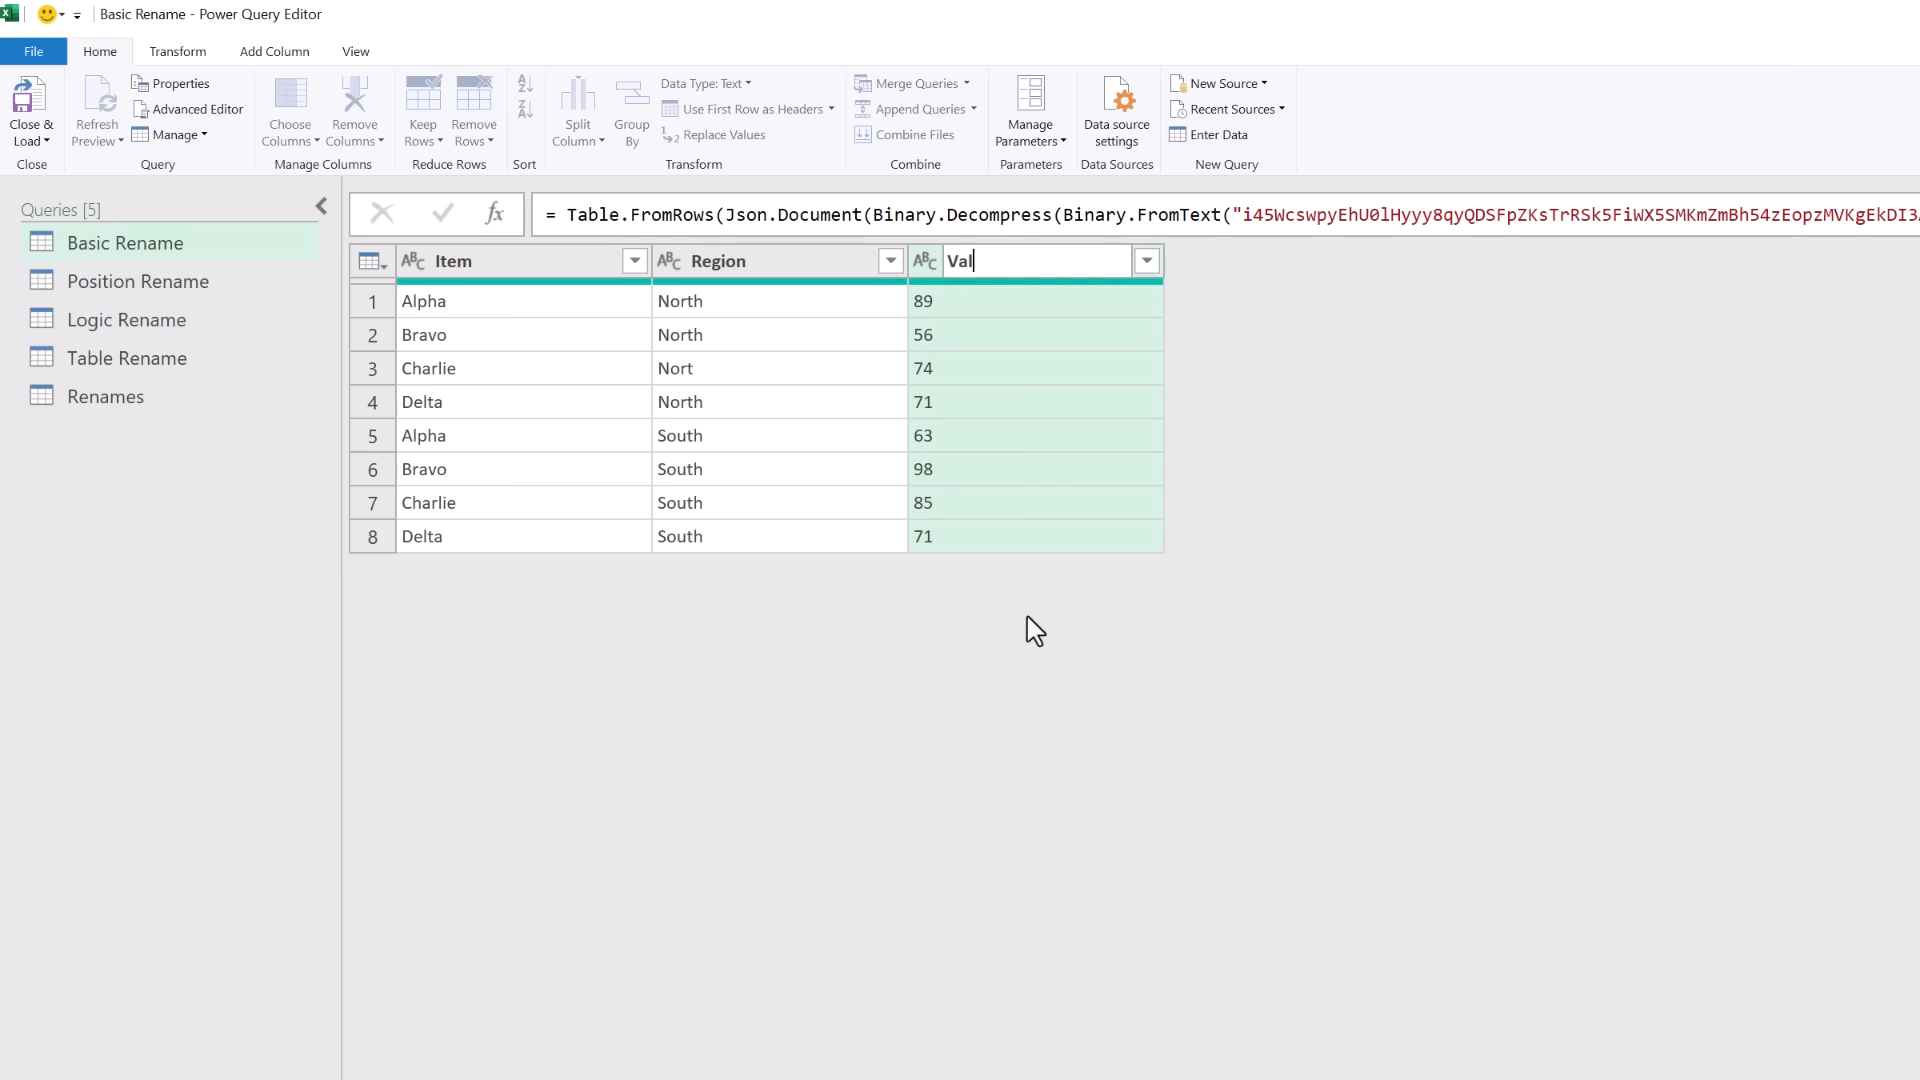 Basic Rename - Power Query Editor
File Home Transform Add Column View
Close & Load
Close
Refresh Preview
Properties
Advanced Editor
Manage
Query
Choose Columns
Remove Columns
Manage Columns
Keep Rows
Remove Rows
Reduce Rows
Sort
Split Column
Group By
Data Type: Text
Use First Row as Headers
Replace Values
Transform
Merge Queries
Append Queries
Combine Files
Combine
Manage Parameters
Parameters
Data source settings
Data Sources
New Source
Recent Sources
Enter Data
New Query
Queries [5]
Basic Rename
Position Rename
Logic Rename
Table Rename
Renames
fx
= Table.FromRows(Json.Document(Binary.Decompress(Binary.FromText("i45WcswpyEhU0lHyyy8qyQDSFpZKsTrRSk5FiWX5SMKmZmBh54zEopzMVKgEkDI3
ABC Item ABC Region ABC Val
1 Alpha North 89
2 Bravo North 56
3 Charlie Nort 74
4 Delta North 71
5 Alpha South 63
6 Bravo South 98
7 Charlie South 85
8 Delta South 71